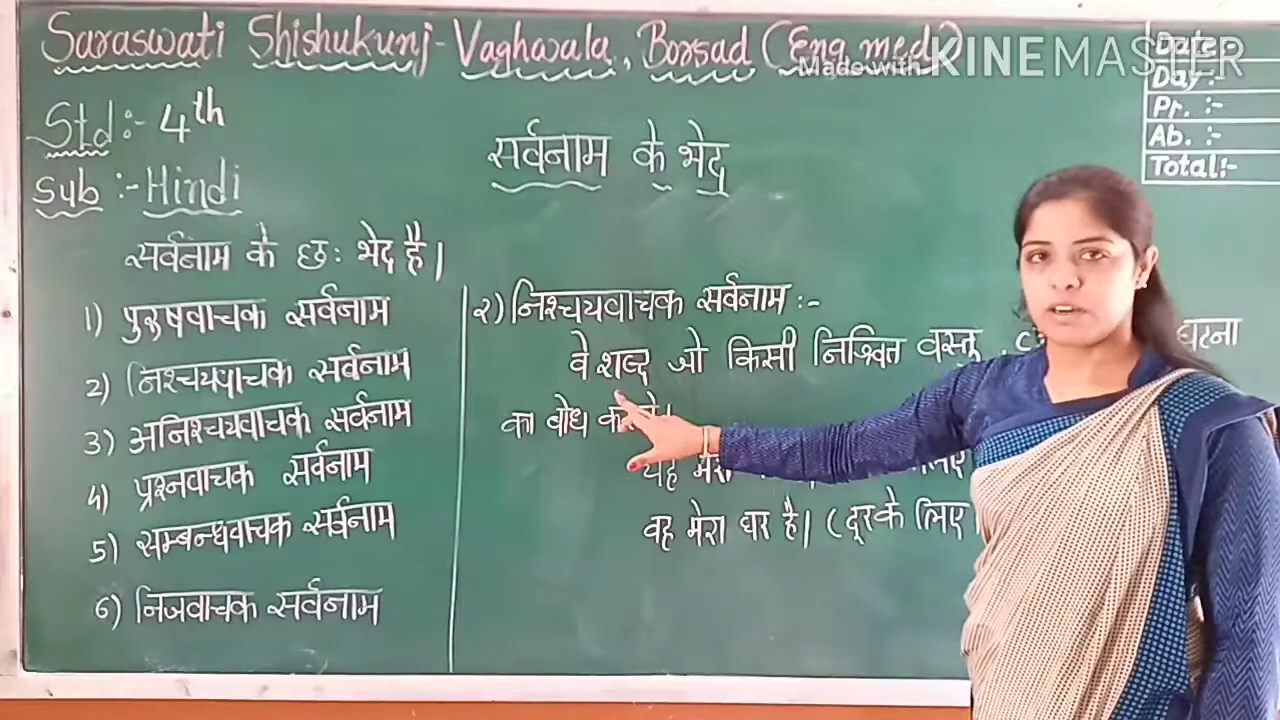 Saraswati Shishukunj - Vaghwala, Borsad (Eng. med.)
Made with KINEMASTER
Date:-
Day:-
Pr. :-
Ab. :-
Total:-
Std :- 4th
Sub :- Hindi
सर्वनाम के भेद
सर्वनाम के छः भेद है।
1) पुरुषवाचक सर्वनाम
2) निश्चयवाचक सर्वनाम
3) अनिश्चयवाचक सर्वनाम
4) प्रश्नवाचक सर्वनाम
5) सम्बन्धवाचक सर्वनाम
6) निजवाचक सर्वनाम
२) निश्चयवाचक सर्वनाम :-
वे शब्द जो किसी निश्चित वस्तु, घटना
का बोध
यह मेरा लिए
वह मेरा घर है। (दूर के लिए